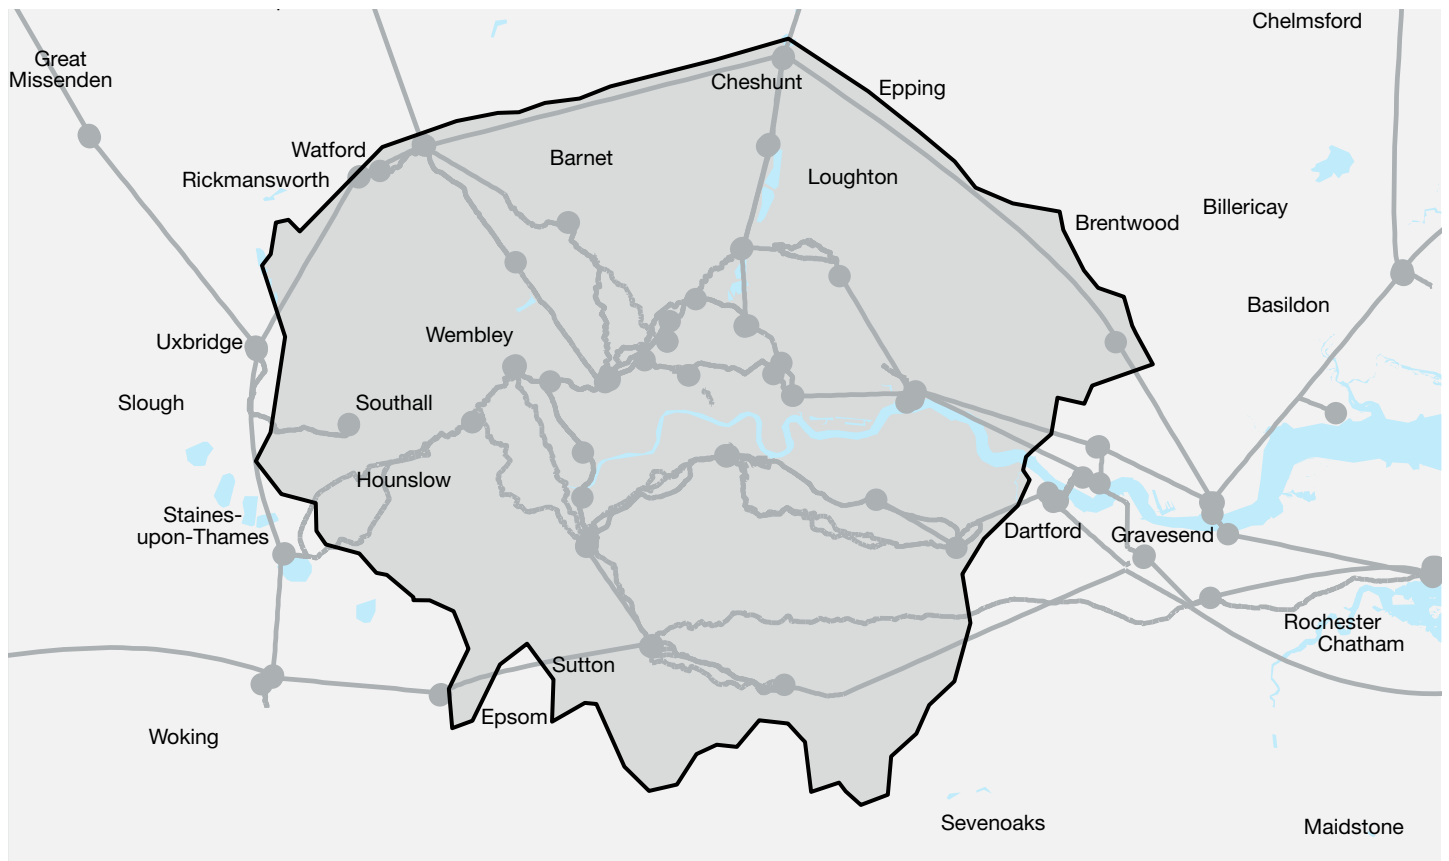 Chelmsford
Great
Missenden
Cheshunt
Epping
Watford
Barnet
Rickmansworth
Loughton
Billericay
Brentwood
Basildon
Wembley
Uxbridge
Slough
Southall
Hounslow
Staines-
upon-Thames
Dartford
Gravesend
Rochester
Chatham
Sutton
Epsom
Woking
Sevenoaks
Maidstone